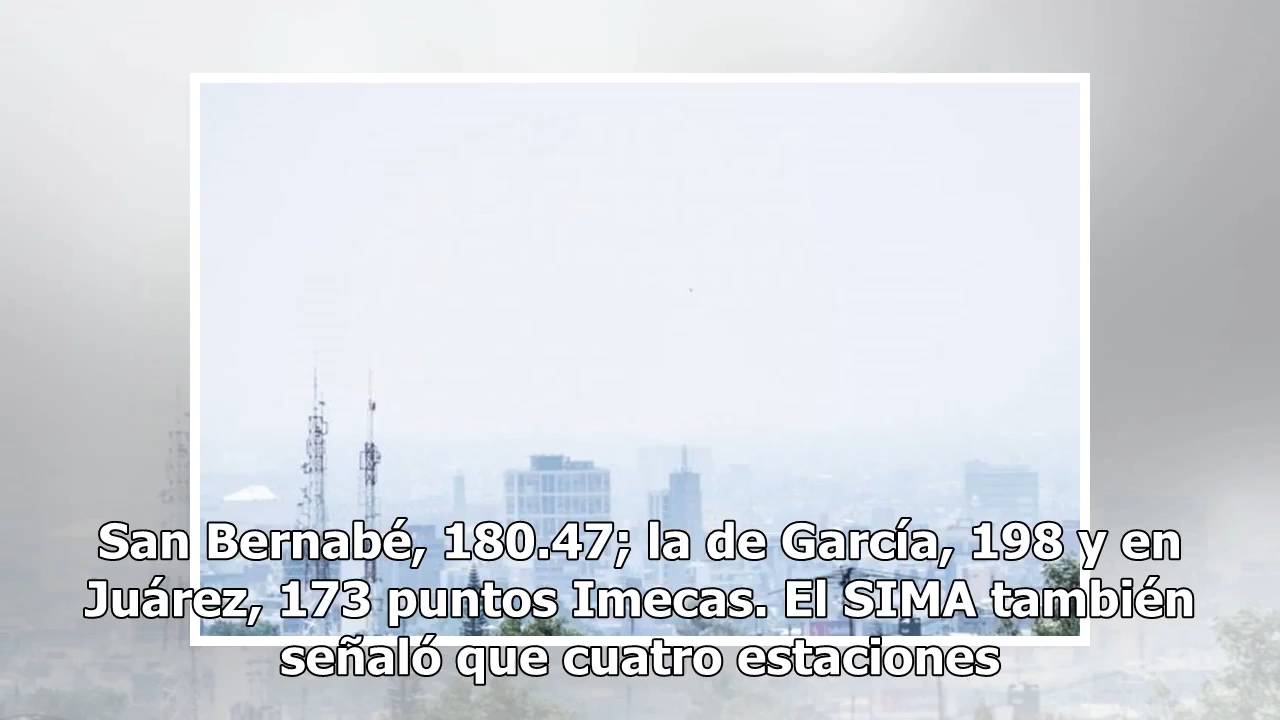 San Bernabé, 180.47; la de García, 198 y en
Juárez, 173 puntos Imecas. El SIMA también
señaló que cuatro estaciones